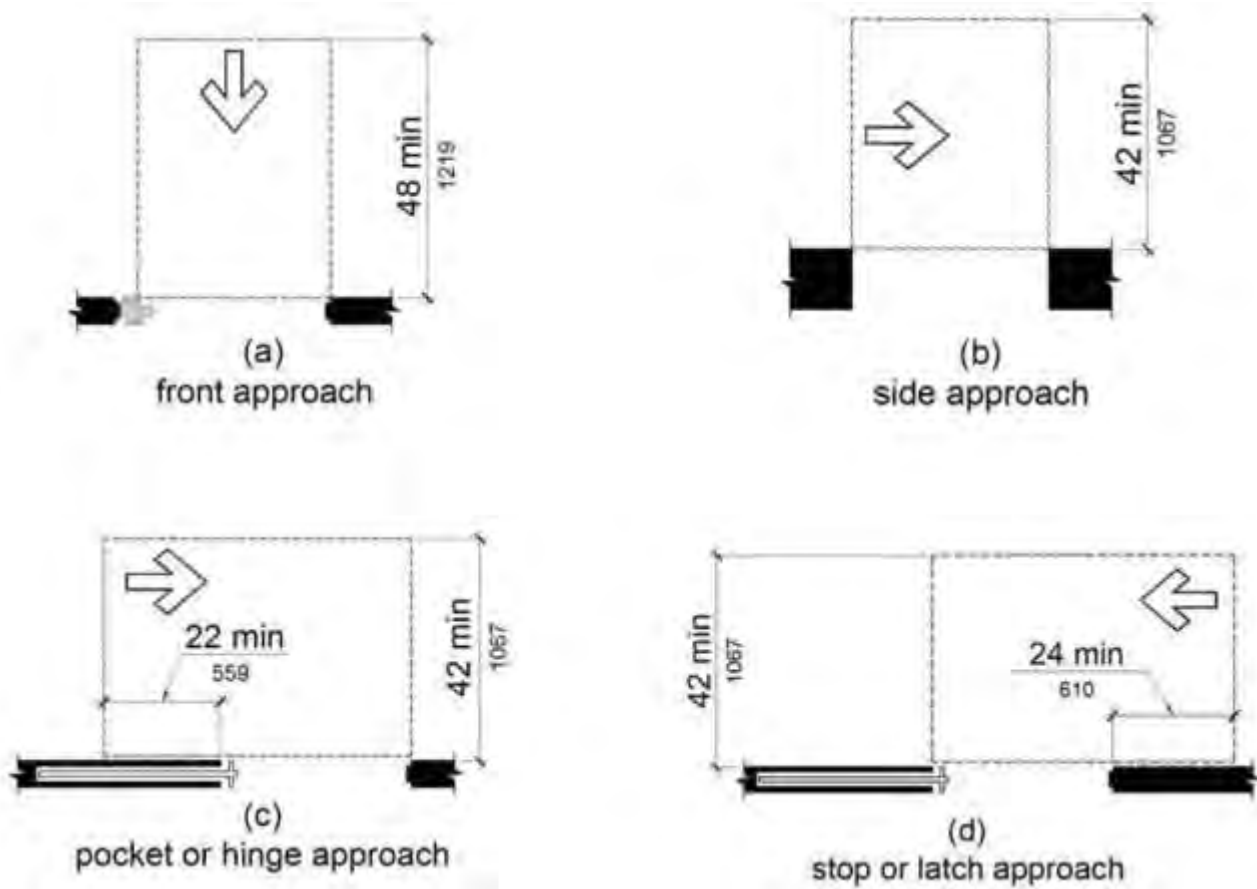 48 min
1219
(a)
front approach
42 min
1067
(b)
side approach
22 min
559
42 min
1067
(c)
pocket or hinge approach
42 min
1067
24 min
610
(d)
stop or latch approach